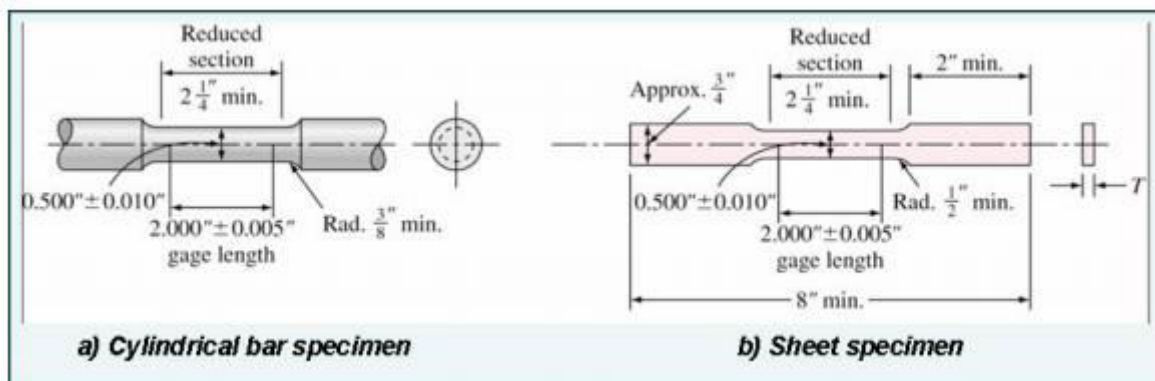 Reduced
section
2 1/4" min.
0.500"±0.010"
2.000"±0.005"
gage length
Rad. 3/8" min.
a) Cylindrical bar specimen
Reduced
section
2 1/4" min.
2" min.
Approx. 3/4"
0.500"±0.010"
2.000"±0.005"
gage length
Rad. 1/2" min.
T
8" min.
b) Sheet specimen